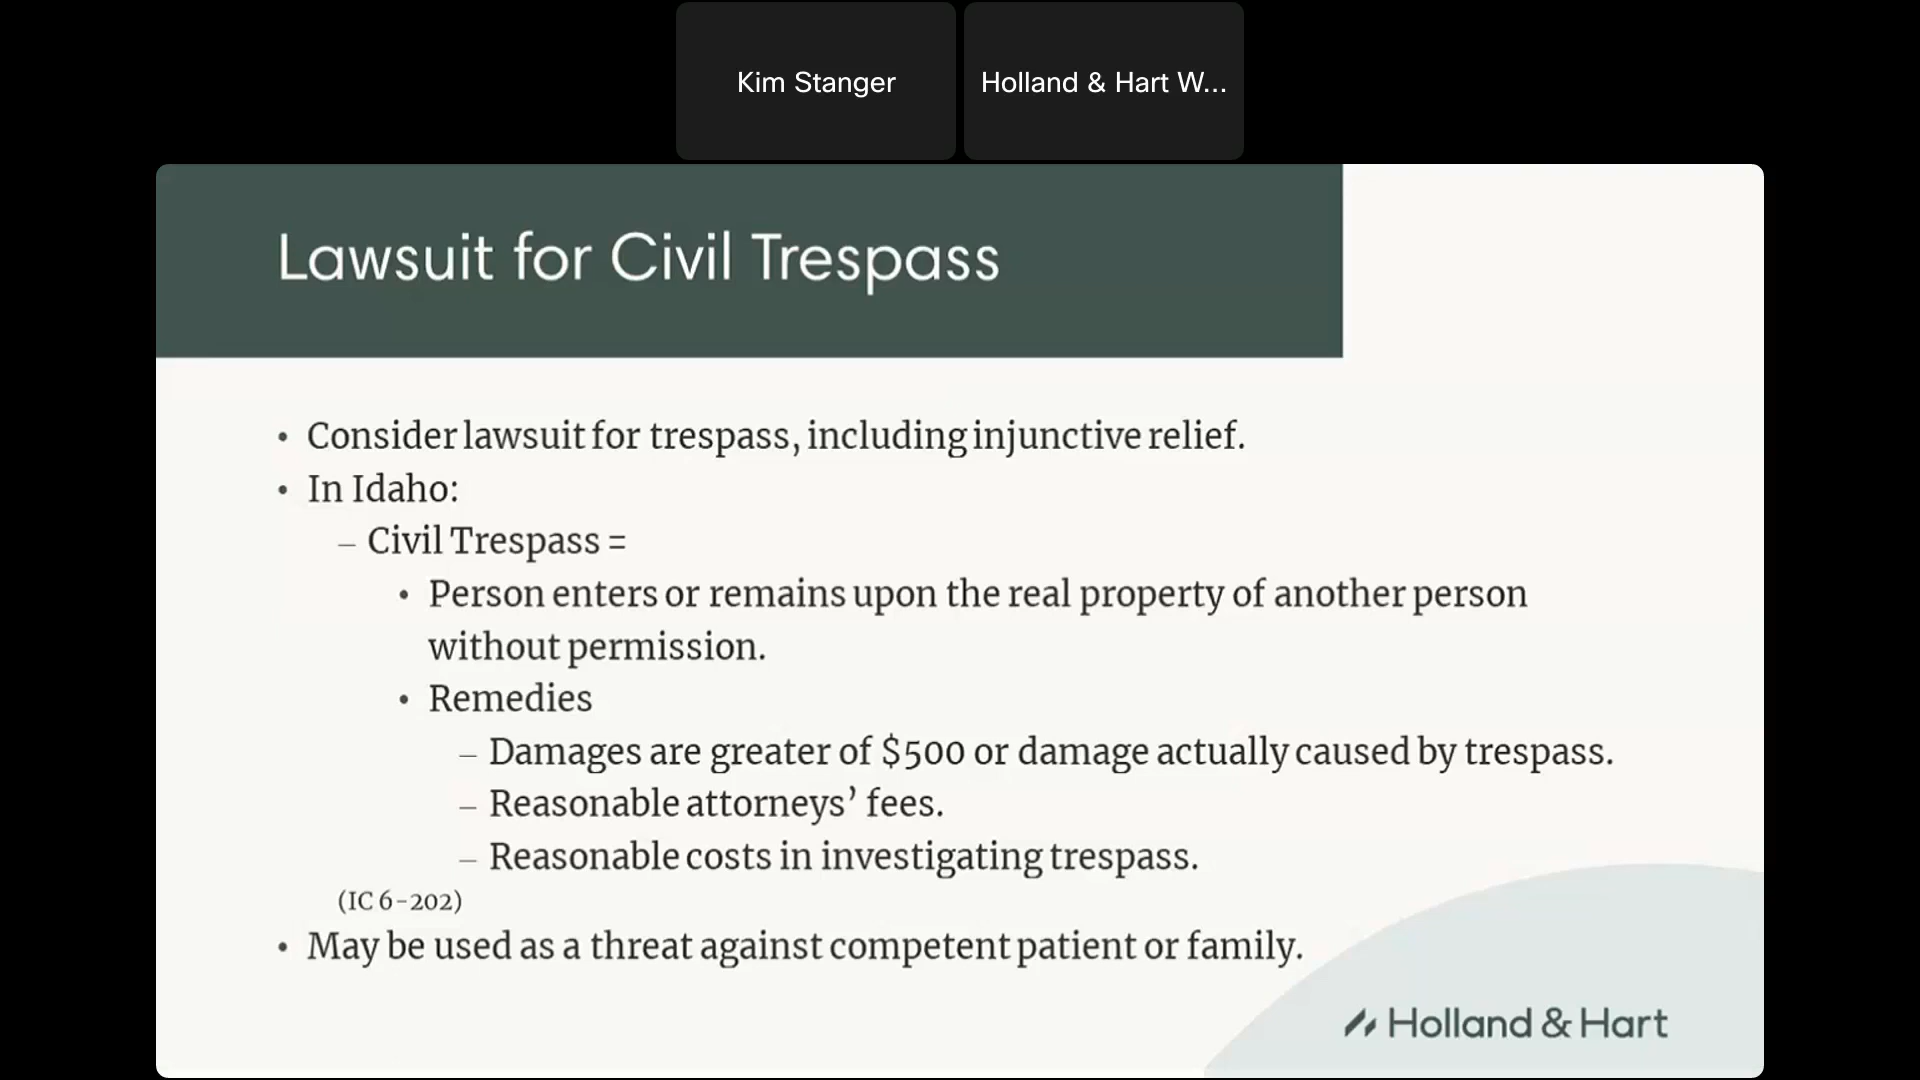 Kim Stanger
Holland & Hart W...
Lawsuit for Civil Trespass
• Consider lawsuit for trespass, including injunctive relief.
• In Idaho:
– Civil Trespass =
• Person enters or remains upon the real property of another person
without permission.
• Remedies
– Damages are greater of $500 or damage actually caused by trespass.
– Reasonable attorneys’ fees.
– Reasonable costs in investigating trespass.
(IC 6-202)
• May be used as a threat against competent patient or family.
Holland & Hart